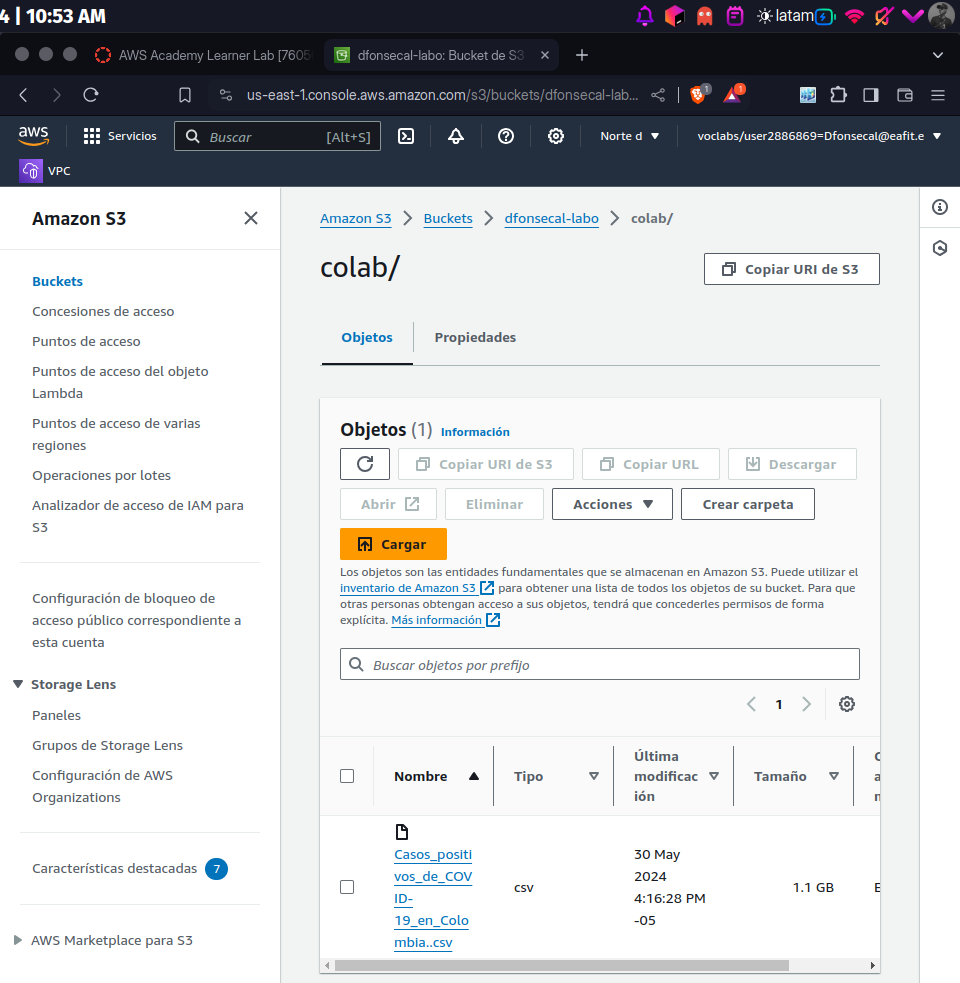 4 | 10:53 AM
latam
AWS Academy Learner Lab [7605
dfonsecal-labo: Bucket de S3
us-east-1.console.aws.amazon.com/s3/buckets/dfonsecal-lab...
1
1
aws
Servicios
Buscar
[Alt+S]
Norte d
voclabs/user2886869=Dfonsecal@eafit.e
VPC
Amazon S3
Buckets
Concesiones de acceso
Puntos de acceso
Puntos de acceso del objeto
Lambda
Puntos de acceso de varias
regiones
Operaciones por lotes
Analizador de acceso de IAM para
S3
Configuración de bloqueo de
acceso público correspondiente a
esta cuenta
Storage Lens
Paneles
Grupos de Storage Lens
Configuración de AWS
Organizations
Características destacadas 7
AWS Marketplace para S3
Amazon S3
Buckets
dfonsecal-labo
colab/
colab/
Copiar URI de S3
Objetos
Propiedades
Objetos (1) Información
Copiar URI de S3
Copiar URL
Descargar
Abrir
Eliminar
Acciones
Crear carpeta
Cargar
Los objetos son las entidades fundamentales que se almacenan en Amazon S3. Puede utilizar el
inventario de Amazon S3 para obtener una lista de todos los objetos de su bucket. Para que
otras personas obtengan acceso a sus objetos, tendrá que concederles permisos de forma
explícita. Más información
Buscar objetos por prefijo
1
Nombre
Tipo
Última
modificac
ión
Tamaño
Casos_positi
vos_de_COV
ID-
19_en_Colo
mbia..csv
csv
30 May
2024
4:16:28 PM
-05
1.1 GB